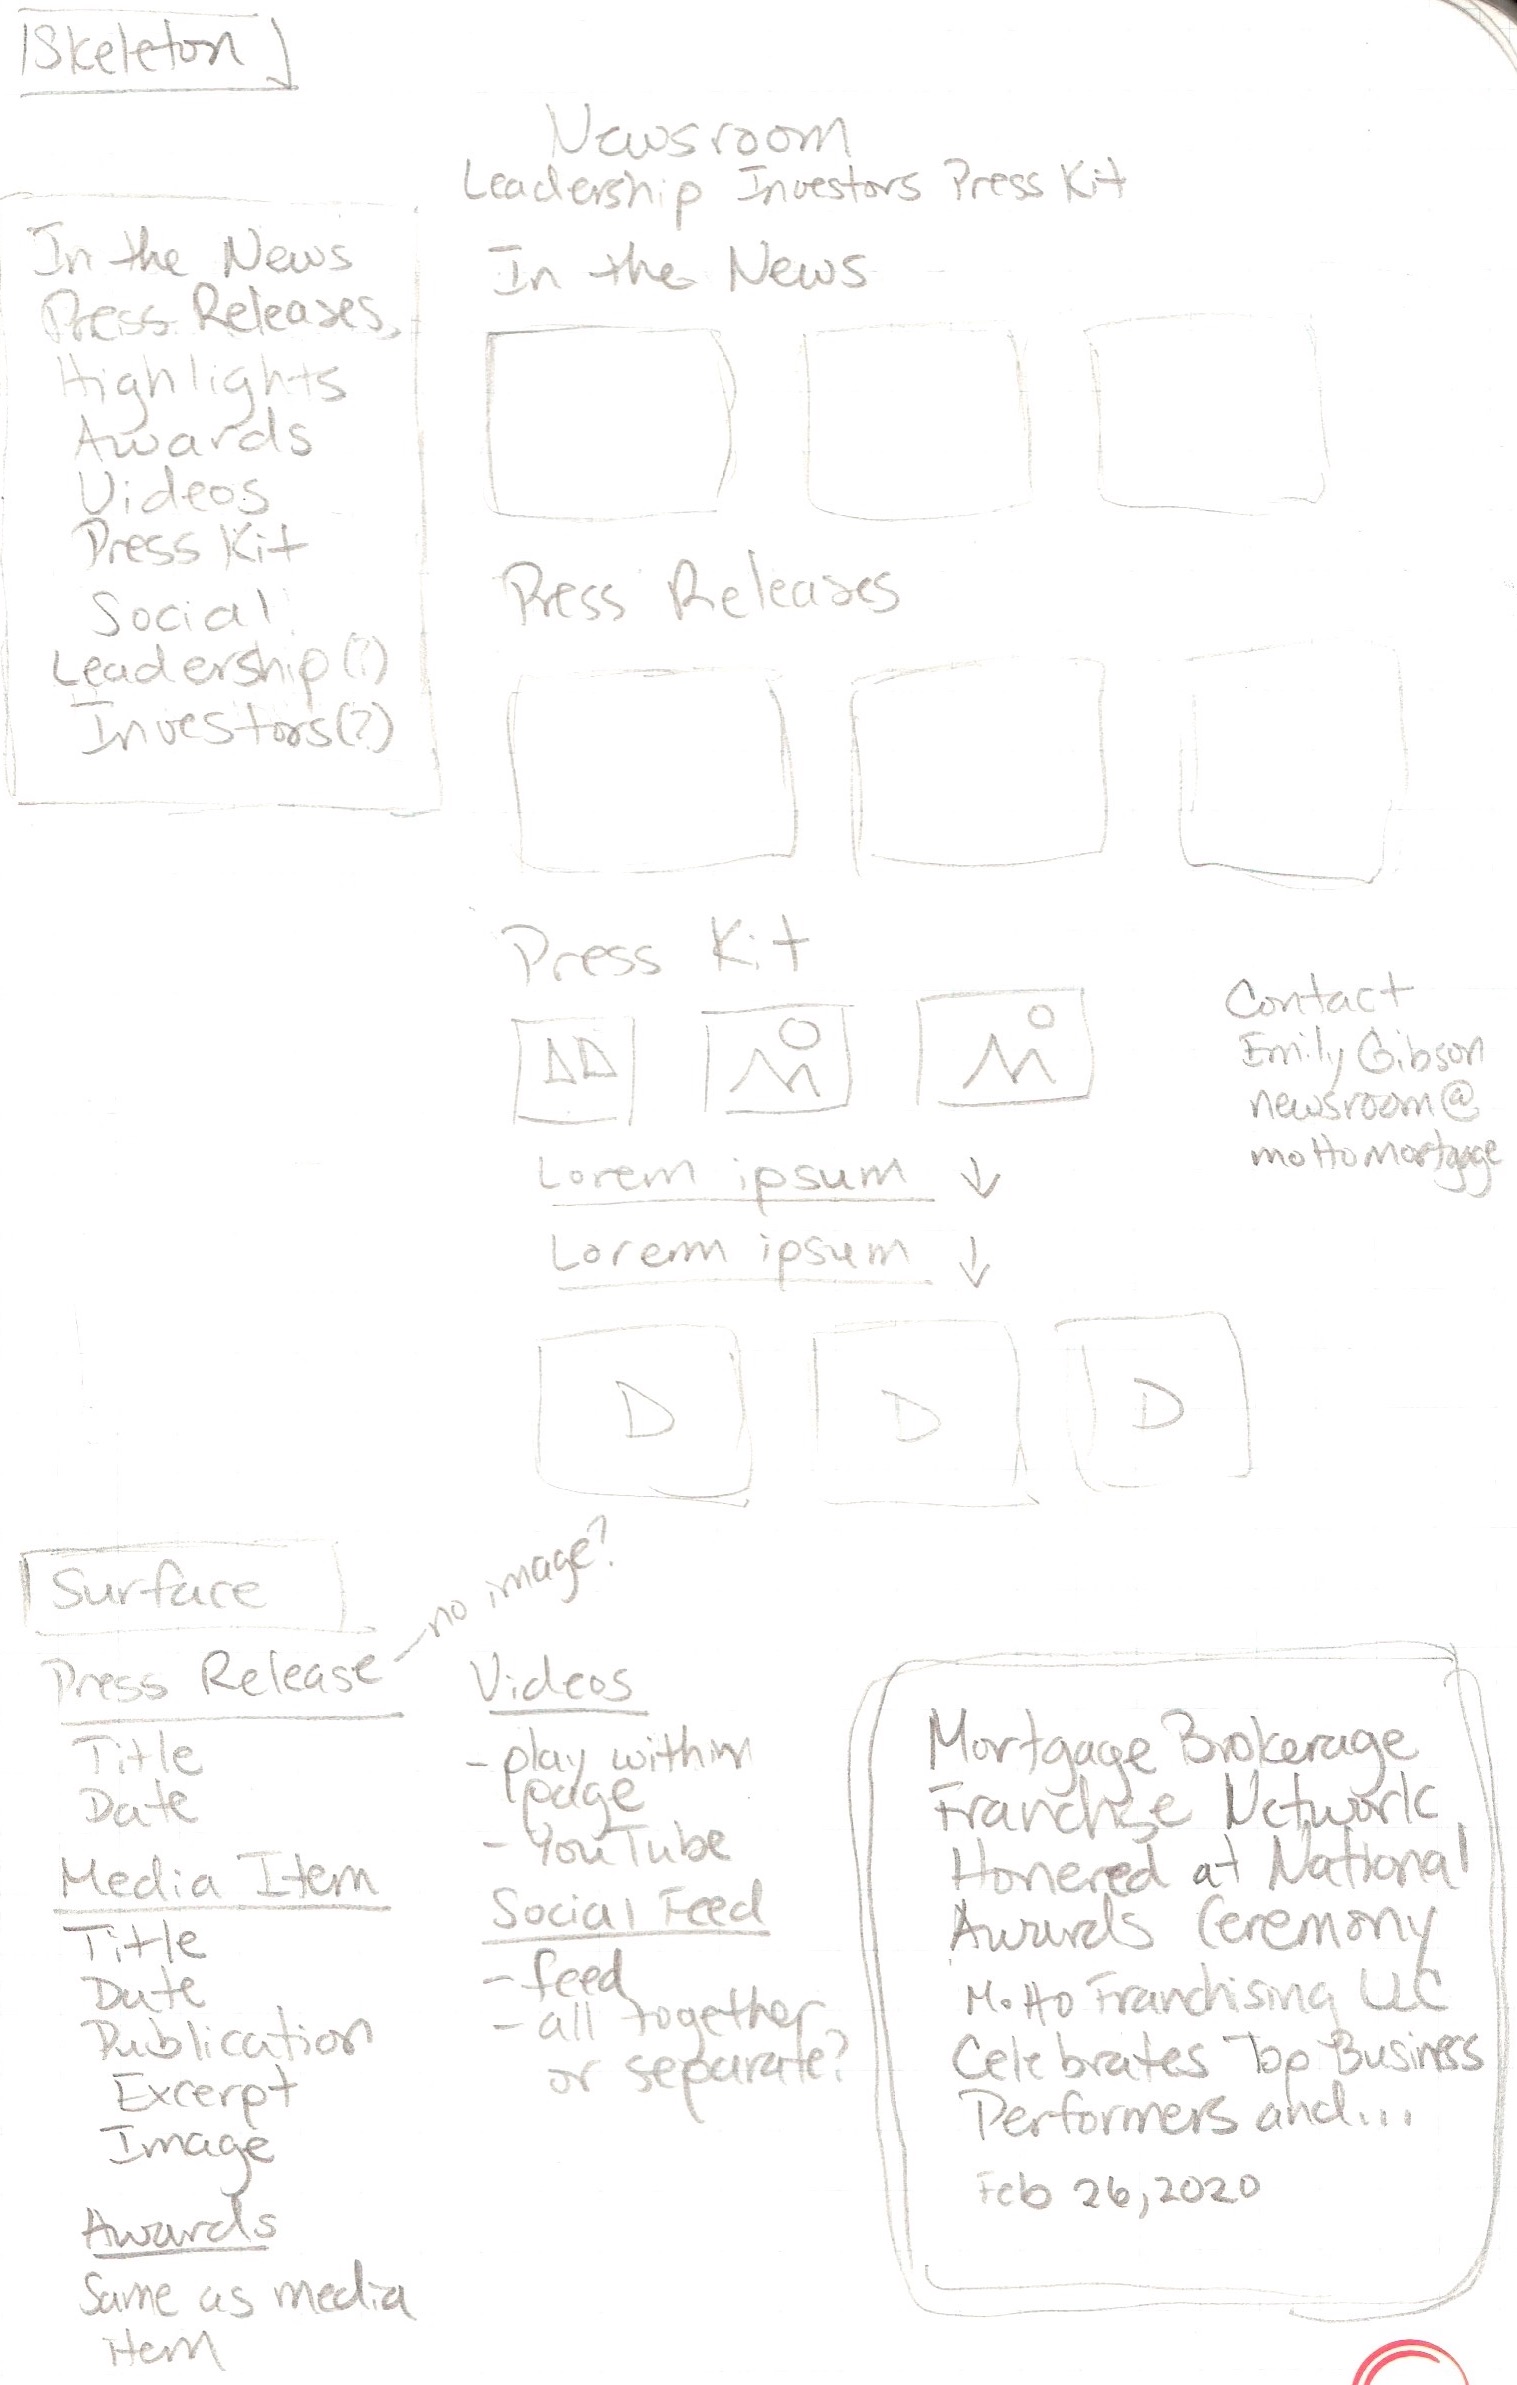 Skeleton
Newsroom
Leadership Investors Press Kit
In the News
Press Releases
Highlights
Awards
Videos
Press Kit
Social
Leadership(?)
Investors(?)
In the News
Press Releases
Press Kit
Contact
Emily Gibson
newsroom@
mottomortgage
Lorem ipsum ↓
Lorem ipsum ↓
Surface
Press Release – no image?
Title
Date
Media Item
Title
Date
Publication
Excerpt
Image
Awards
Same as media
item
Videos
- play within
page
- YouTube
Social Feed
- feed
- all together
or separate?
Mortgage Brokerage
Franchise Network
Honered at National
Awards Ceremony
Motto Franchising LLC
Celebrates Top Business
Performers and...
Feb 26, 2020